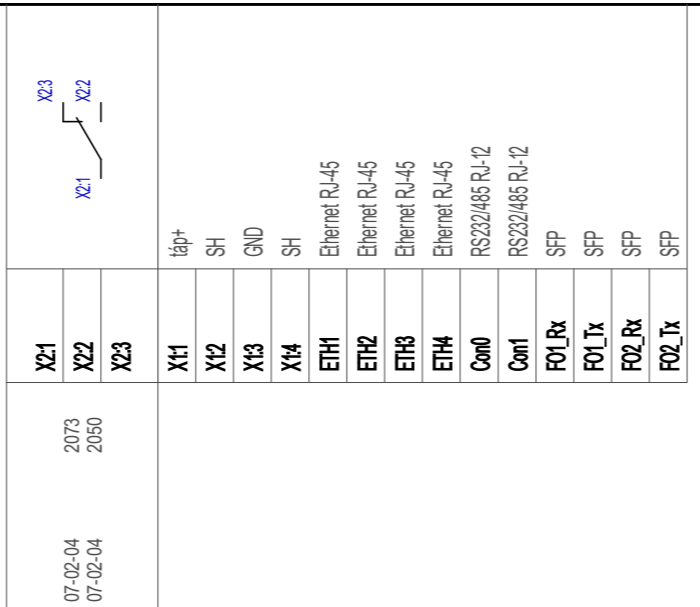 X2:3
X2:1 X2:2
07-02-04 2073 X2:1
07-02-04 2050 X2:2
X2:3
X1:1 táp+
X1:2 SH
X1:3 GND
X1:4 SH
ETH1 Ethernet RJ-45
ETH2 Ethernet RJ-45
ETH3 Ethernet RJ-45
ETH4 Ethernet RJ-45
Con0 RS232/485 RJ-12
Con1 RS232/485 RJ-12
FO1_Rx SFP
FO1_Tx SFP
FO2_Rx SFP
FO2_Tx SFP